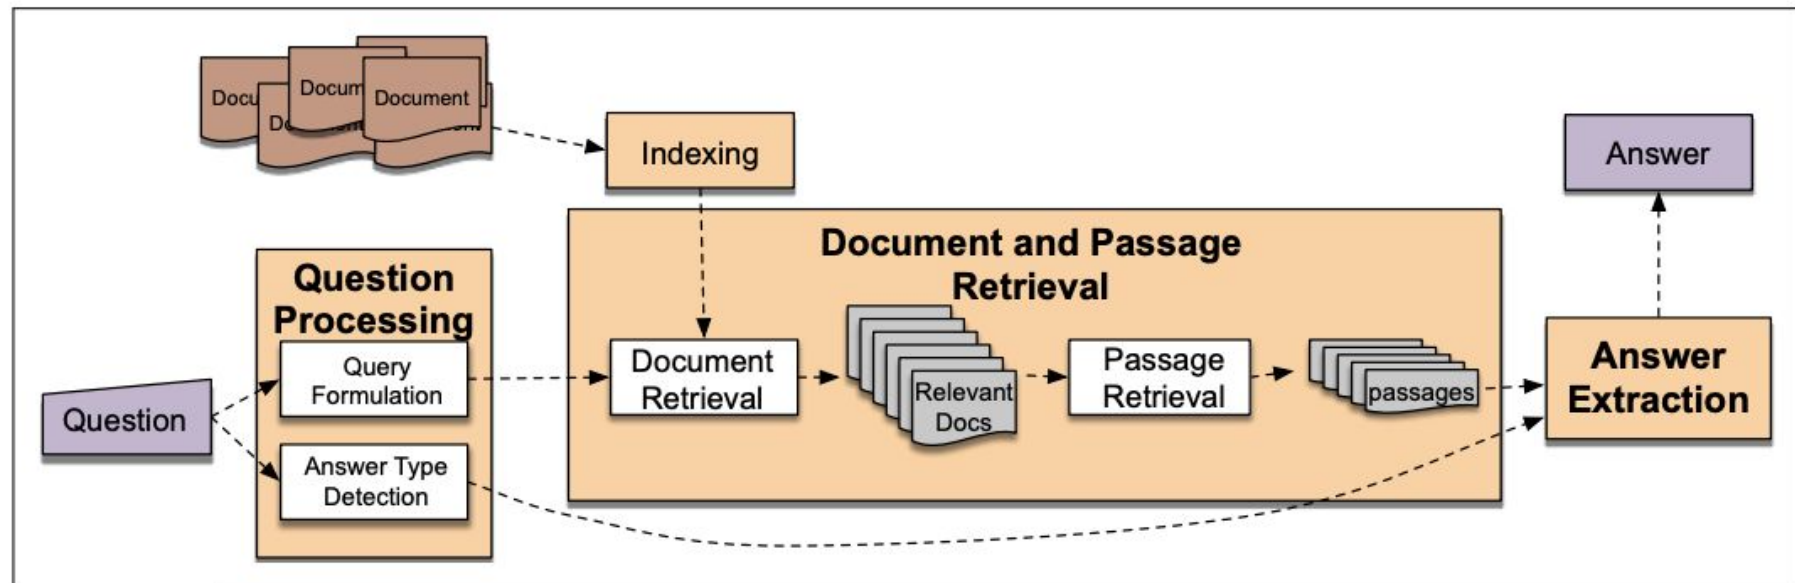 Docu
Docum
Document
Indexing
Answer
Document and Passage
Retrieval
Question
Processing
Query
Formulation
Document
Retrieval
Relevant
Docs
Passage
Retrieval
passages
Answer
Extraction
Question
Answer Type
Detection